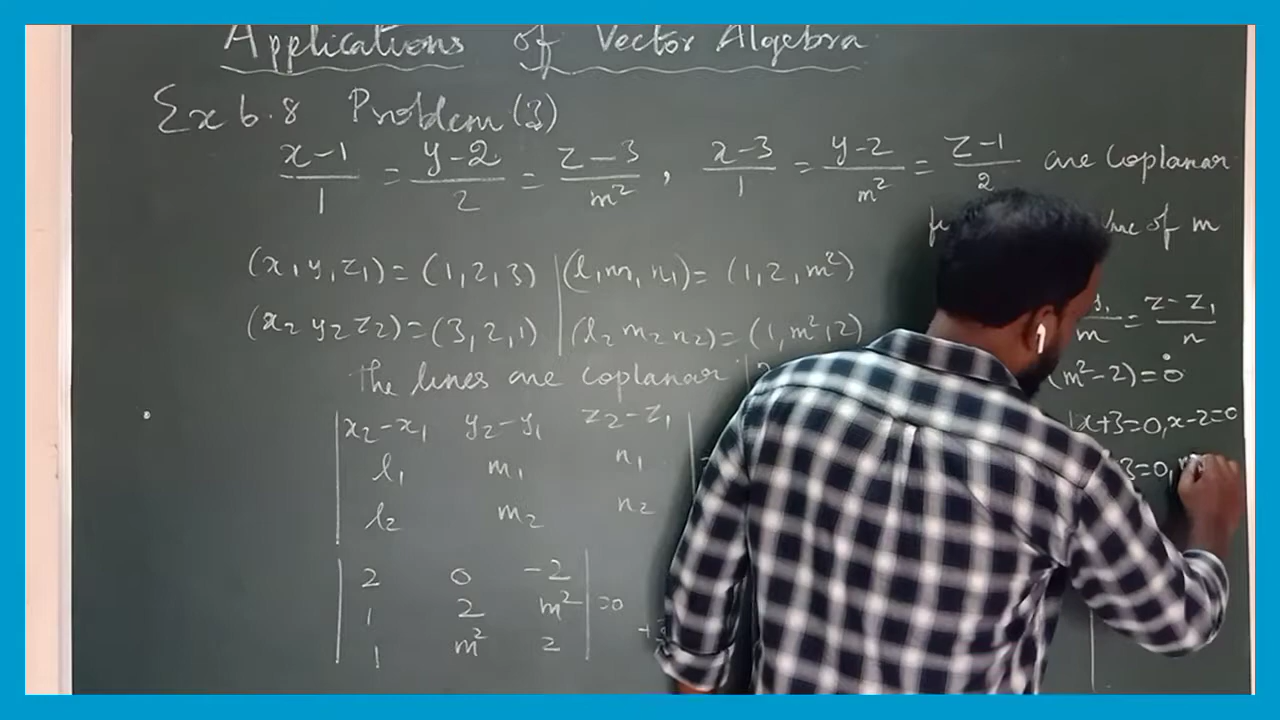 Applications of Vector Algebra
Ex 6.8 Problem (3)
x-1/1 = y-2/2 = z-3/m², x-3/1 = y-2/m² = z-1/2 are coplanar
of m
(x₁ y₁ z₁) = (1, 2, 3) | (l₁ m₁ n₁) = (1, 2, m²)
(x₂ y₂ z₂) = (3, 2, 1) | (l₂ m₂ n₂) = (1, m², 2)
/m = z-z₁/n
The lines are coplanar
(m²-2) = 0
| x₂-x₁ y₂-y₁ z₂-z₁ |
x+3=0, x-2=0
| l₁ m₁ n₁ |
3=0,
| l₂ m₂ n₂ |
| 2 0 -2 |
| 1 2 m² | =0
| 1 m² 2 |